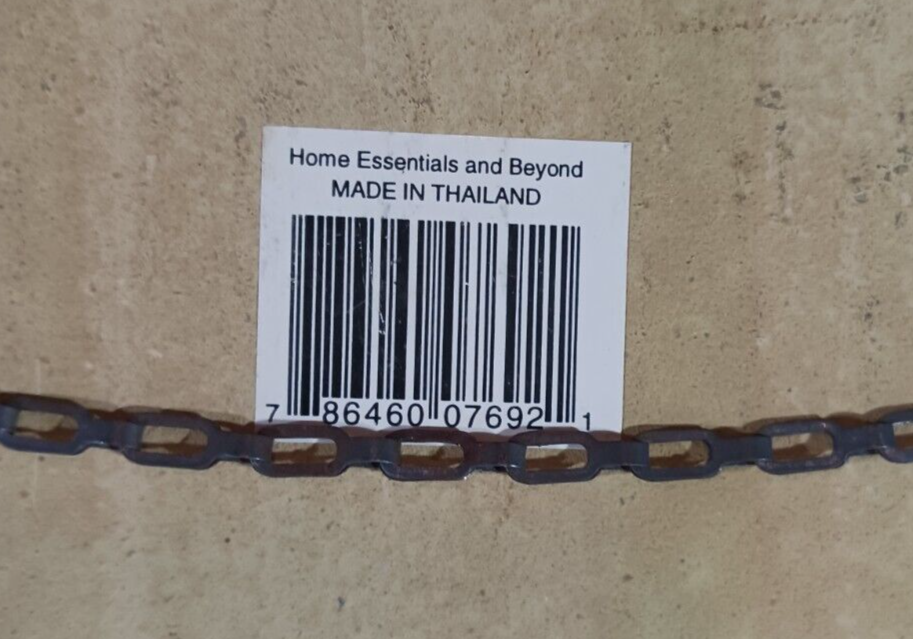 Home Essentials and Beyond
MADE IN THAILAND
7 86460 07692 1